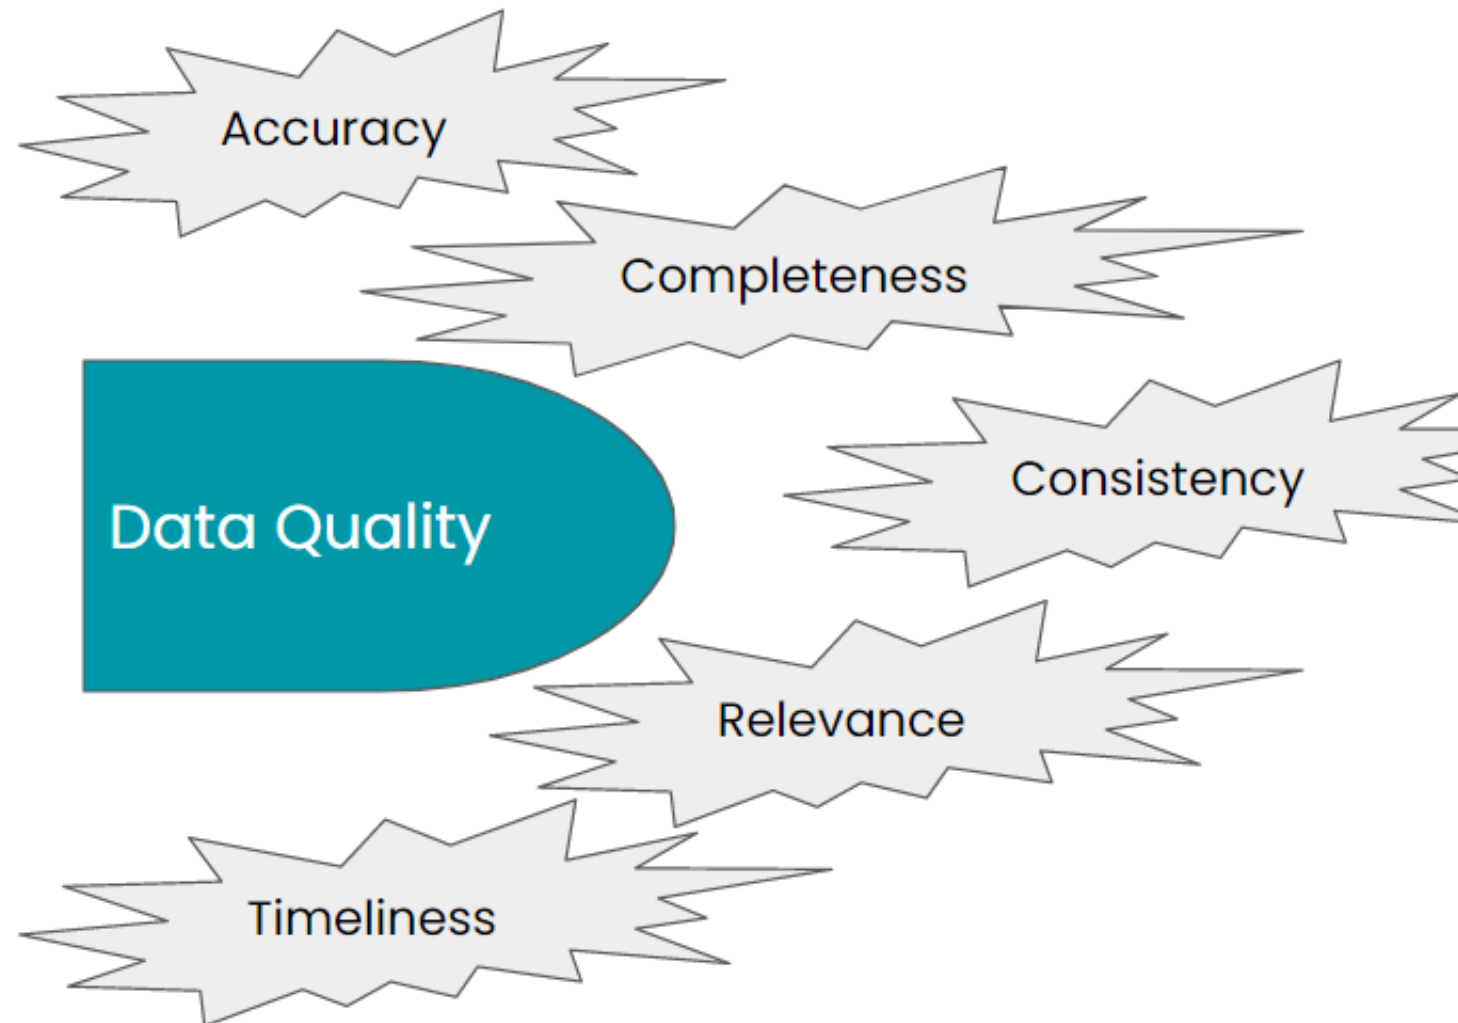 Accuracy
Completeness
Consistency
Data Quality
Relevance
Timeliness